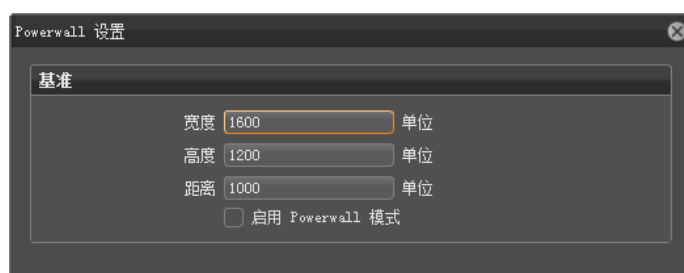 Powerwall 设置
基准
宽度 1600 单位
高度 1200 单位
距离 1000 单位
启用 Powerwall 模式